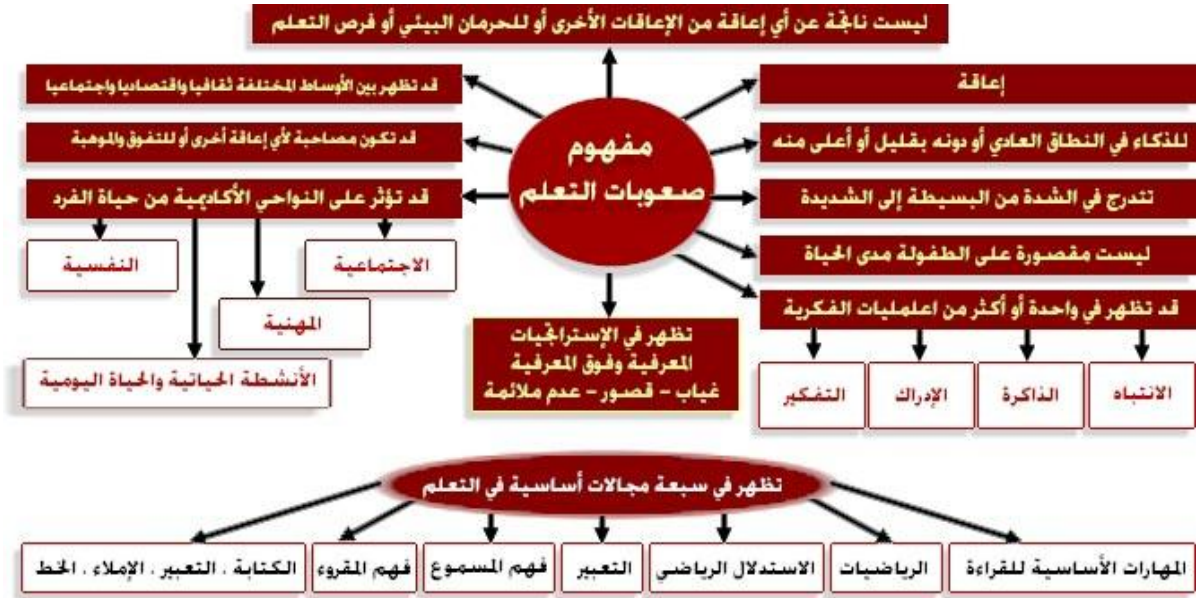 ليست ناتجة عن أي إعاقة من الإعاقات الأخرى أو للحرمان البيئي أو فرص التعلم
مفهوم
صعوبات التعلم
إعاقة
للذكاء في النطاق العادي أو دونه بقليل أو أعلى منه
تتدرج في الشدة من البسيطة إلى الشديدة
ليست مقصورة على الطفولة مدى الحياة
قد تظهر في واحدة أو أكثر من اعلمليات الفكرية
الانتباه
الذاكرة
الإدراك
التفكير
قد تظهر بين الأوساط المختلفة ثقافيا واقتصاديا واجتماعيا
قد تكون مصاحبة لأي إعاقة أخرى أو للتفوق والموهبة
قد تؤثر على النواحي الأكاديمية من حياة الفرد
الاجتماعية
النفسية
المهنية
الأنشطة الحياتية والحياة اليومية
تظهر في الإستراتجيات
المعرفية وفوق المعرفية
غياب – قصور – عدم ملائمة
تظهر في سبعة مجالات أساسية في التعلم
المهارات الأساسية للقراءة
الرياضيات
الاستدلال الرياضي
التعبير
فهم المسموع
فهم المقروء
الكتابة ، التعبير ، الإملاء ، الخط